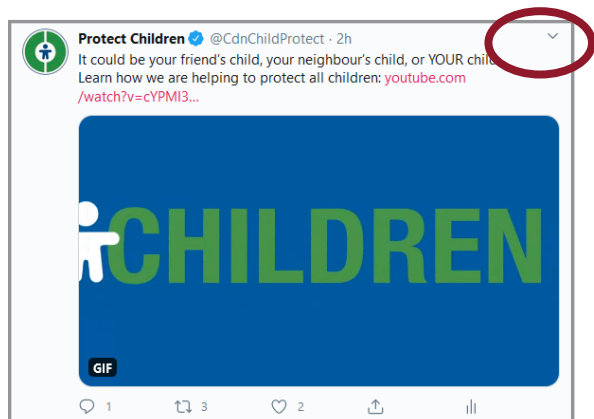 Protect Children @CdnChildProtect · 2h
It could be your friend's child, your neighbour's child, or YOUR
Learn how we are helping to protect all children: youtube.com
/watch?v=cYPMI3...
CHILDREN
GIF
1 3 2